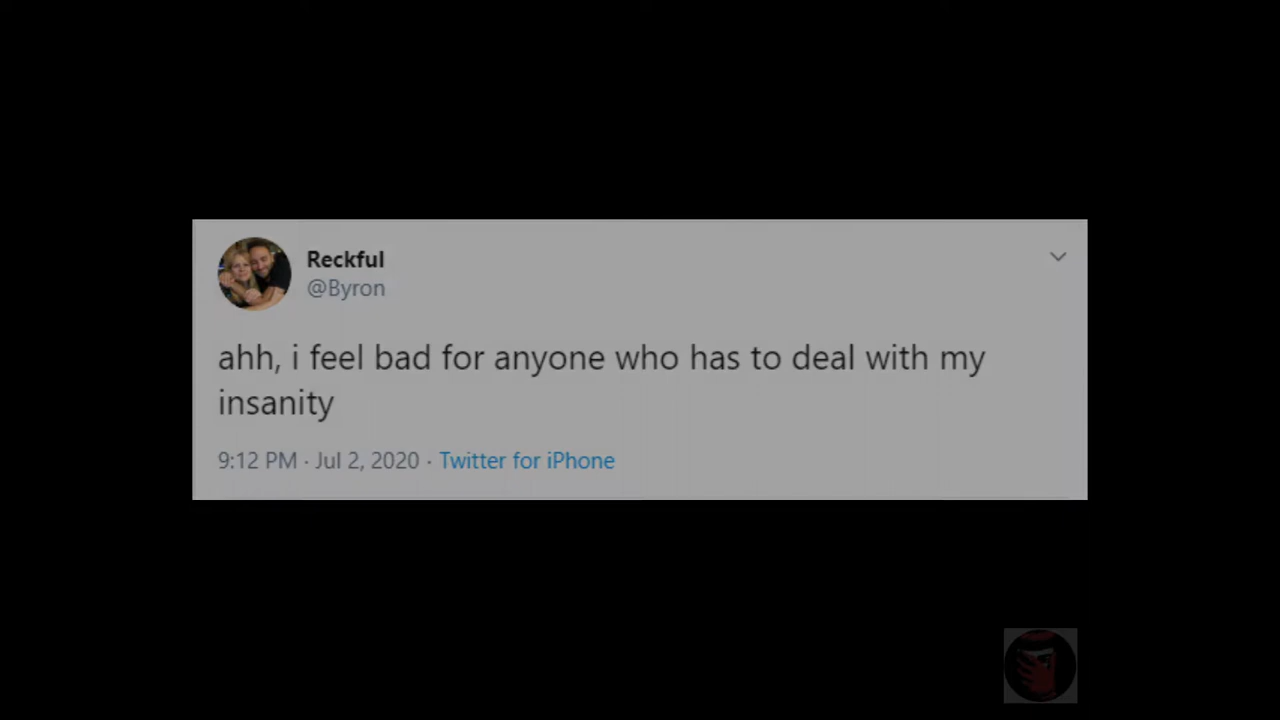 Reckful
@Byron
ahh, i feel bad for anyone who has to deal with my
insanity
9:12 PM · Jul 2, 2020 · Twitter for iPhone